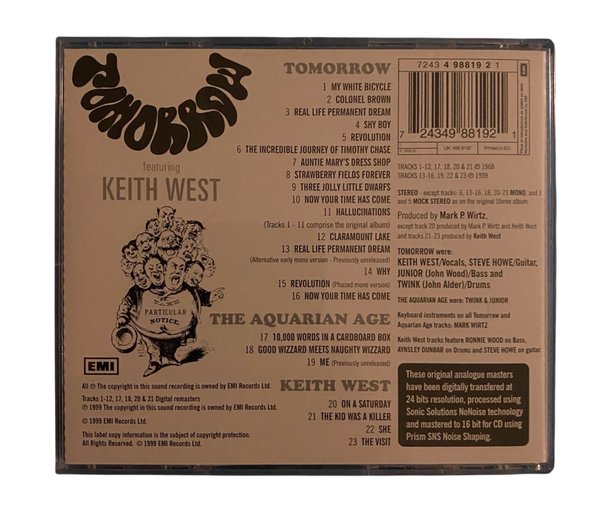 TOMORROW
featuring
KEITH WEST
PARTICULAR
NOTICE
EMI
All ℗ The copyright in this sound recording is owned by EMI Records Ltd.
Tracks 1-12, 17, 18, 20 & 21 Digital remasters
℗ 1999 The copyright in this sound recording is owned by EMI Records Ltd.
© 1999 EMI Records Ltd.
This label copy information is the subject of copyright protection.
All Rights Reserved. © 1999 EMI Records Ltd.
TOMORROW
1 MY WHITE BICYCLE
2 COLONEL BROWN
3 REAL LIFE PERMANENT DREAM
4 SHY BOY
5 REVOLUTION
6 THE INCREDIBLE JOURNEY OF TIMOTHY CHASE
7 AUNTIE MARY'S DRESS SHOP
8 STRAWBERRY FIELDS FOREVER
9 THREE JOLLY LITTLE DWARFS
10 NOW YOUR TIME HAS COME
11 HALLUCINATIONS
(Tracks 1 - 11 comprise the original album)
12 CLARAMOUNT LAKE
13 REAL LIFE PERMANENT DREAM
(Alternative early mono version - Previously unreleased)
14 WHY
15 REVOLUTION (Phased mono version)
16 NOW YOUR TIME HAS COME
THE AQUARIAN AGE
17 10,000 WORDS IN A CARDBOARD BOX
18 GOOD WIZZARD MEETS NAUGHTY WIZZARD
19 ME (Previously unreleased)
KEITH WEST
20 ON A SATURDAY
21 THE KID WAS A KILLER
22 SHE
23 THE VISIT
7243 4 98819 2 1
7 24349 88192 1
EMI
UK: 498 8192
Printed in EU
TRACKS 1-12, 17, 18, 20 & 21 ℗ 1968
TRACKS 13-16, 19, 22 & 23 ℗ 1999
STEREO - except tracks: 6, 13-16, 18, 20-23 MONO, and 1
and 5 MOCK STEREO as on the original Stereo album.
Produced by Mark P. Wirtz,
except track 20 produced by Mark P. Wirtz and Keith West
and tracks 21-23 produced by Keith West
TOMORROW were:
KEITH WEST/Vocals, STEVE HOWE/Guitar,
JUNIOR (John Wood)/Bass and
TWINK (John Alder)/Drums
THE AQUARIAN AGE were: TWINK & JUNIOR
Keyboard instruments on all Tomorrow and
Aquarian Age tracks: MARK WIRTZ
Keith West tracks feature RONNIE WOOD on Bass,
AYNSLEY DUNBAR on Drums and STEVE HOWE on guitar.
These original analogue masters
have been digitally transfered at
24 bits resolution, processed using
Sonic Solutions NoNoise technology
and mastered to 16 bit for CD using
Prism SNS Noise Shaping.